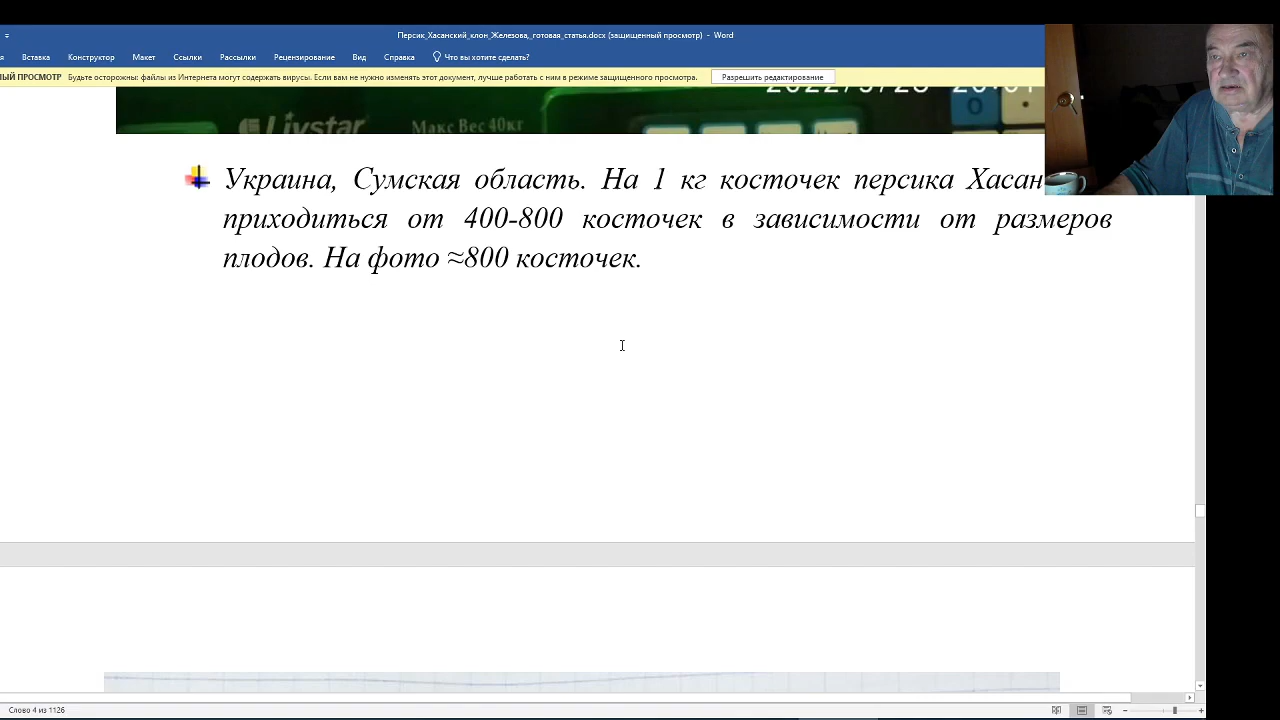 Персик_Хасанский_клон_Железова,_готовая_статья.docx (защищенный просмотр) - Word
Вставка Конструктор Макет Ссылки Рассылки Рецензирование Вид Справка Что вы хотите сделать?
ПРОСМОТР Будьте осторожны: файлы из Интернета могут содержать вирусы. Если вам не нужно изменять этот документ, лучше работать с ним в режиме защищенного просмотра. Разрешить редактирование
Livstar Макс Вес 40кг
Украина, Сумская область. На 1 кг косточек персика Хасан
приходиться от 400-800 косточек в зависимости от размеров
плодов. На фото ≈800 косточек.
Слово 4 из 1126